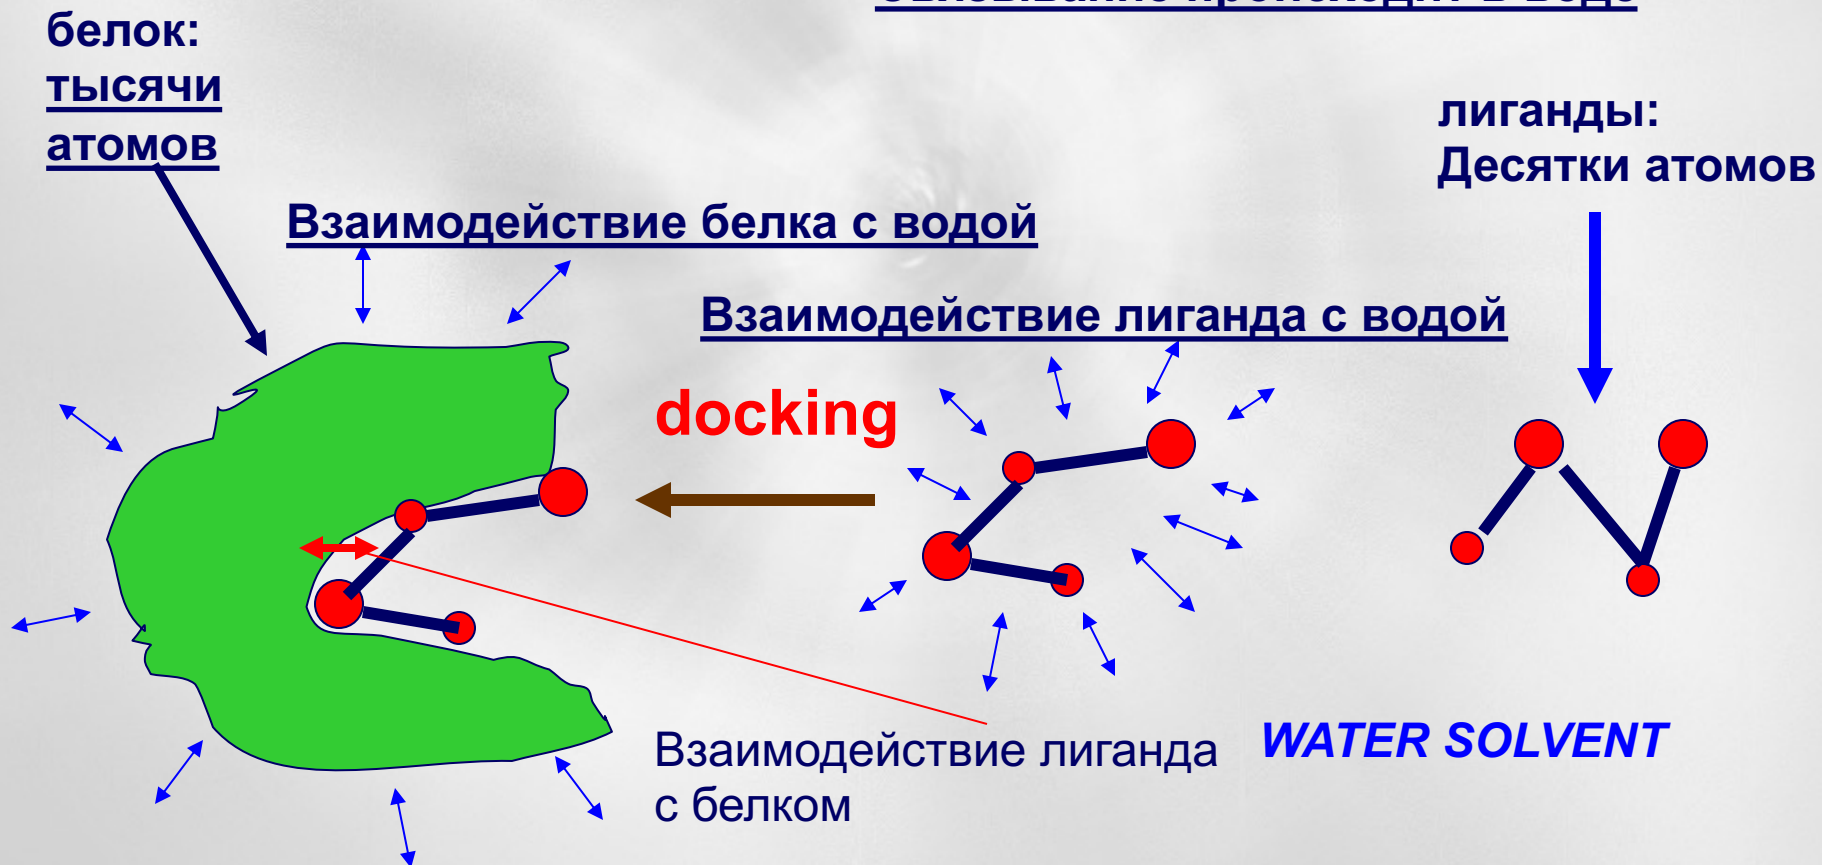 белок:
тысячи
атомов
лиганды:
Десятки атомов
Взаимодействие белка с водой
Взаимодействие лиганда с водой
docking
Взаимодействие лиганда
с белком
WATER SOLVENT